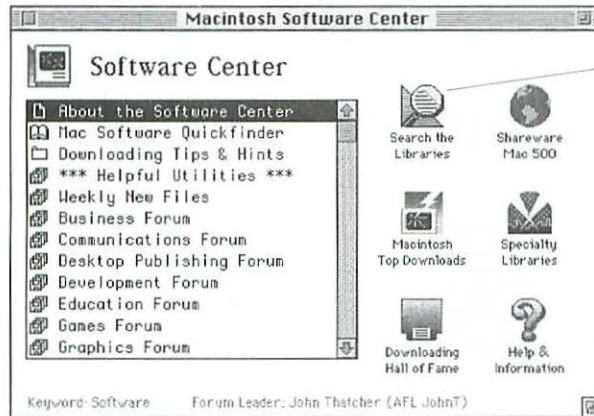 Macintosh Software Center
Software Center
About the Software Center
Mac Software Quickfinder
Downloading Tips & Hints
*** Helpful Utilities ***
Weekly New Files
Business Forum
Communications Forum
Desktop Publishing Forum
Development Forum
Education Forum
Games Forum
Graphics Forum
Search the
Libraries
Shareware
Mac 500
Macintosh
Top Downloads
Specialty
Libraries
Downloading
Hall of Fame
Help &
Information
Keyword: Software
Forum Leader: John Thatcher (AFL JohnT)